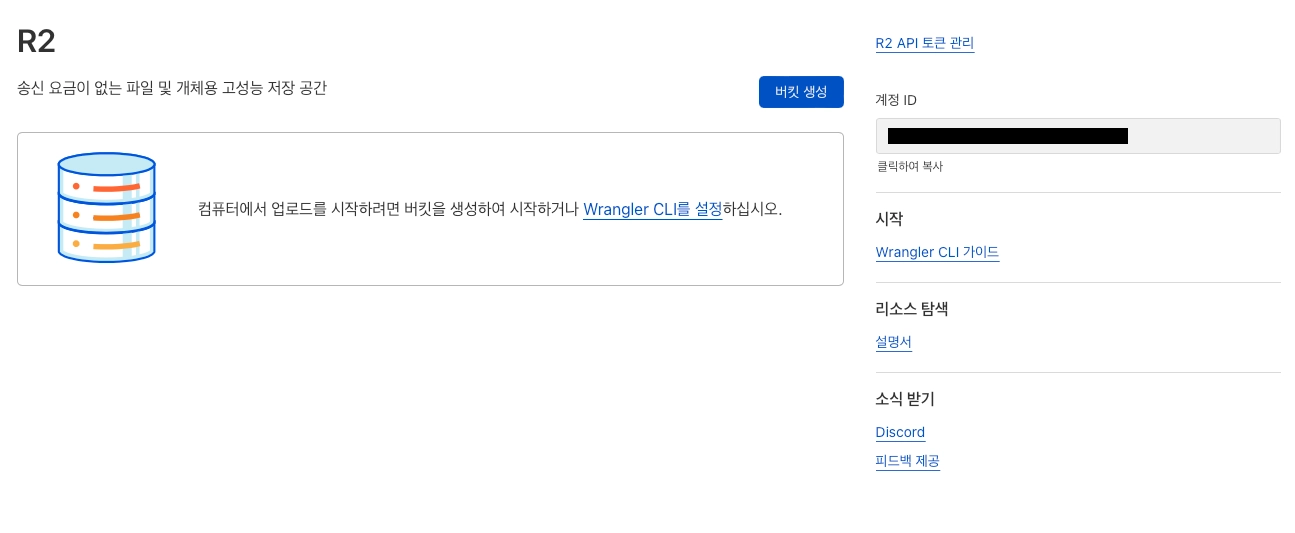 R2
송신 요금이 없는 파일 및 개체용 고성능 저장 공간
버킷 생성
컴퓨터에서 업로드를 시작하려면 버킷을 생성하여 시작하거나 Wrangler CLI를 설정하십시오.
R2 API 토큰 관리
계정 ID
클릭하여 복사
시작
Wrangler CLI 가이드
리소스 탐색
설명서
소식 받기
Discord
피드백 제공